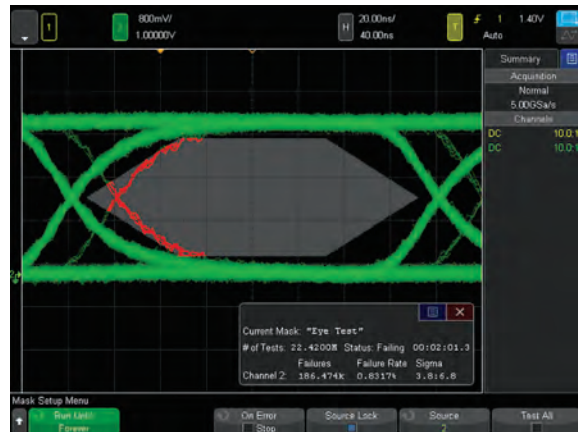 1
2
800mV/
1.00000V
H
20.00ns/
40.00ns
T
1
1.40V
Auto
Summary
Acquisition
Normal
5.00GSa/s
Channels
DC 10.0:1
DC 10.0:1
Current Mask: "Eye Test"
# of Tests: 22.4200M Status: Failing 00:02:01.3
Failures Failure Rate Sigma
Channel 2: 186.474k 0.8317% 3.8:6.8
Mask Setup Menu
Run Until
Forever
On Error
Stop
Source Lock
Source
2
Test All